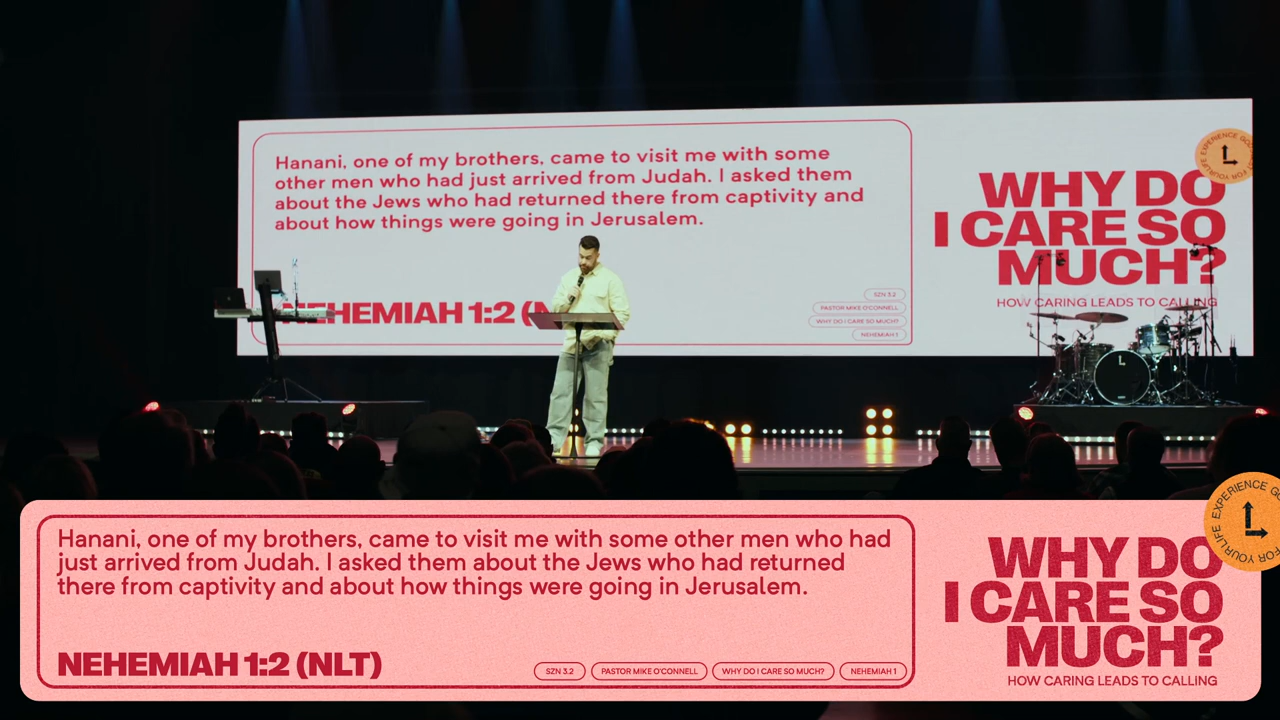 Hanani, one of my brothers, came to visit me with some
other men who had just arrived from Judah. I asked them
about the Jews who had returned there from captivity and
about how things were going in Jerusalem.
NEHEMIAH 1:2 (N
SZN 3.2
PASTOR MIKE O'CONNELL
WHY DO I CARE SO MUCH?
NEHEMIAH 1
WHY DO
I CARE SO
MUCH?
HOW CARING LEADS TO CALLING
EXPERIENCE
FOR YOUR LIFE
Hanani, one of my brothers, came to visit me with some other men who had
just arrived from Judah. I asked them about the Jews who had returned
there from captivity and about how things were going in Jerusalem.
NEHEMIAH 1:2 (NLT)
SZN 3.2
PASTOR MIKE O'CONNELL
WHY DO I CARE SO MUCH?
NEHEMIAH 1
WHY DO
I CARE SO
MUCH?
HOW CARING LEADS TO CALLING
EXPERIENCE GO
FOR YOUR LIFE